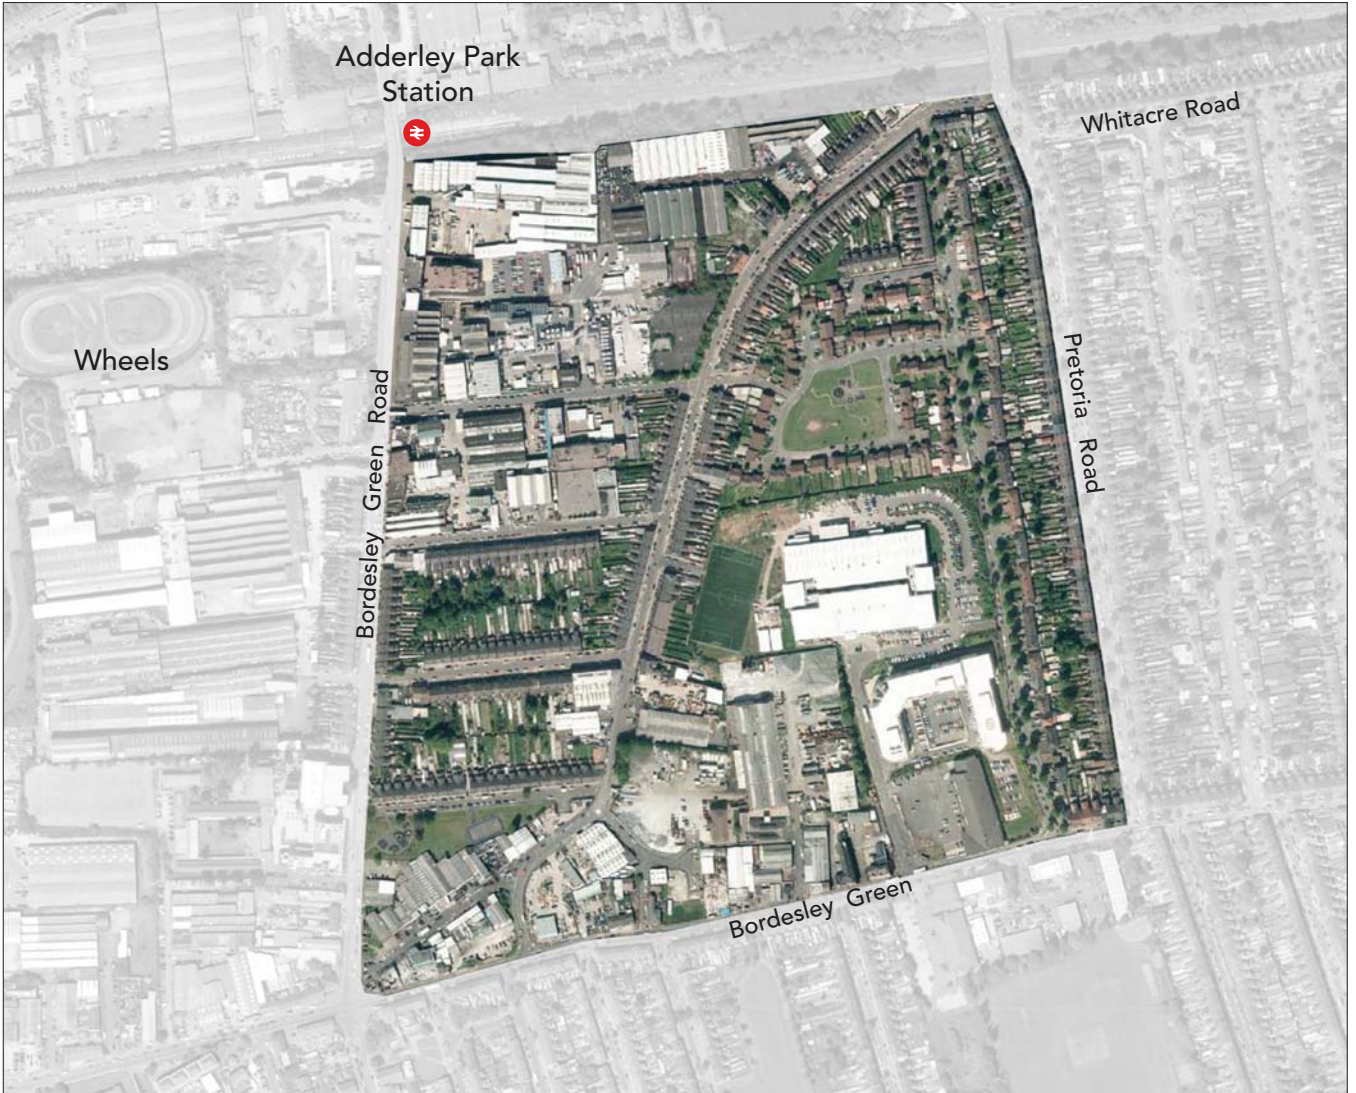 Adderley Park
Station
Whitacre Road
Wheels
Pretoria Road
Bordesley Green Road
Bordesley Green